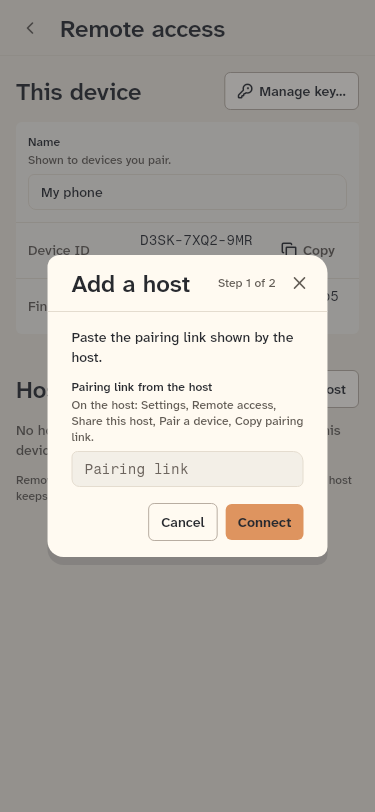 Remote access
This device
Manage key...
Name
Shown to devices you pair.
My phone
Device ID
D3SK-7XQ2-9MR
Copy
Add a host
Step 1 of 2
Paste the pairing link shown by the
host.
Pairing link from the host
On the host: Settings, Remote access,
Share this host, Pair a device, Copy pairing
link.
Pairing link
Cancel
Connect
No
host
keeps